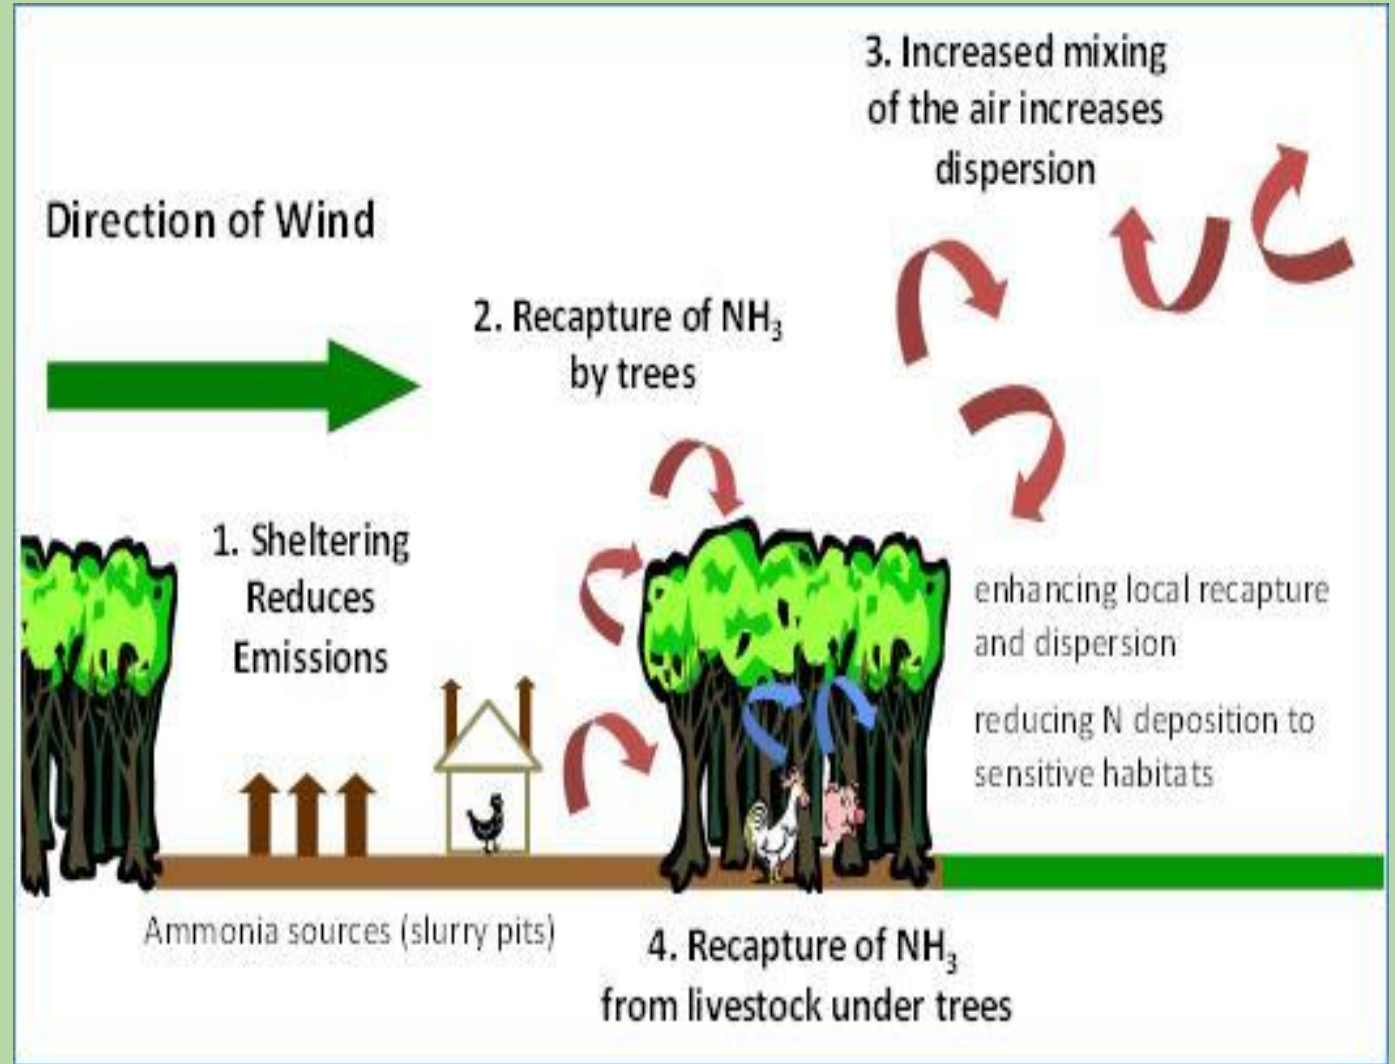 3. Increased mixing
of the air increases
dispersion
Direction of Wind
2. Recapture of NH₃
by trees
1. Sheltering
Reduces
Emissions
enhancing local recapture
and dispersion
reducing N deposition to
sensitive habitats
Ammonia sources (slurry pits)
4. Recapture of NH₃
from livestock under trees